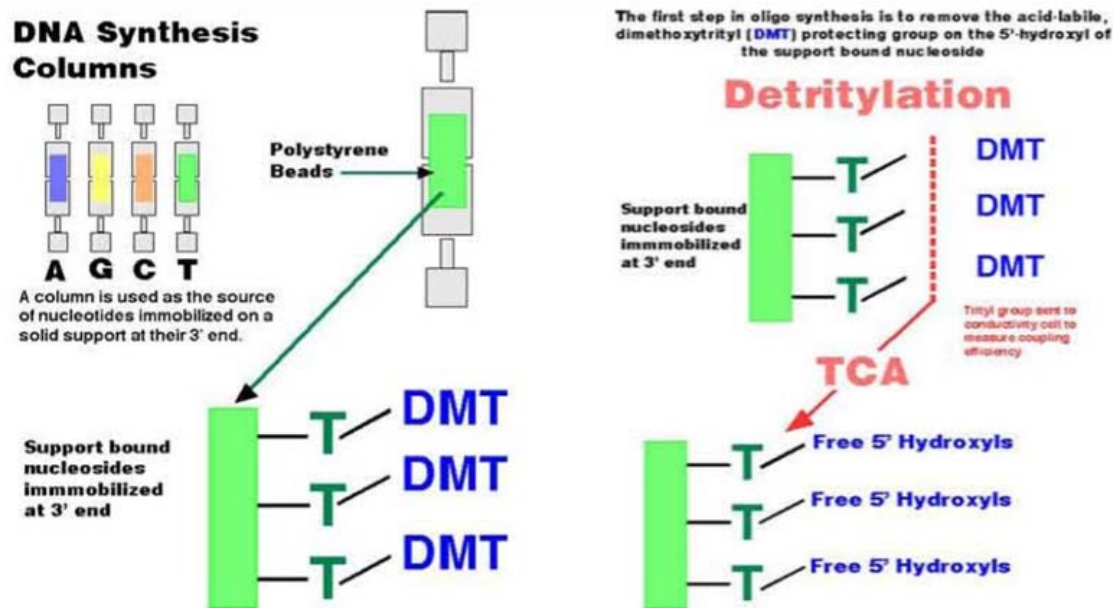 DNA Synthesis
Columns
A G C T
A column is used as the source
of nucleotides immobilized on a
solid support at their 3' end.
Polystyrene
Beads
Support bound
nucleosides
immmobilized
at 3' end
T DMT
T DMT
T DMT
The first step in oligo synthesis is to remove the acid-labile,
dimethoxytrityl (DMT) protecting group on the 5'-hydroxyl of
the support bound nucleoside
Detritylation
Support bound
nucleosides
immmobilized
at 3' end
T DMT
T DMT
T DMT
Trityl group sent to
conductivity cell to
measure coupling
efficiency
TCA
T Free 5' Hydroxyls
T Free 5' Hydroxyls
T Free 5' Hydroxyls